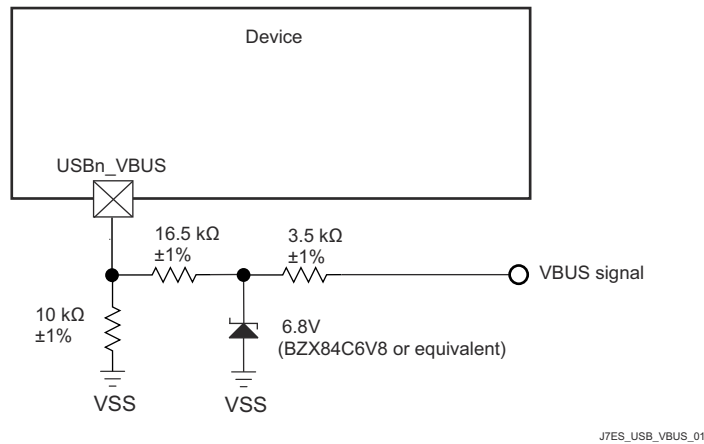 Device
USBn_VBUS
16.5 kΩ
±1%
3.5 kΩ
±1%
VBUS signal
10 kΩ
±1%
6.8V
(BZX84C6V8 or equivalent)
VSS
VSS
J7ES_USB_VBUS_01